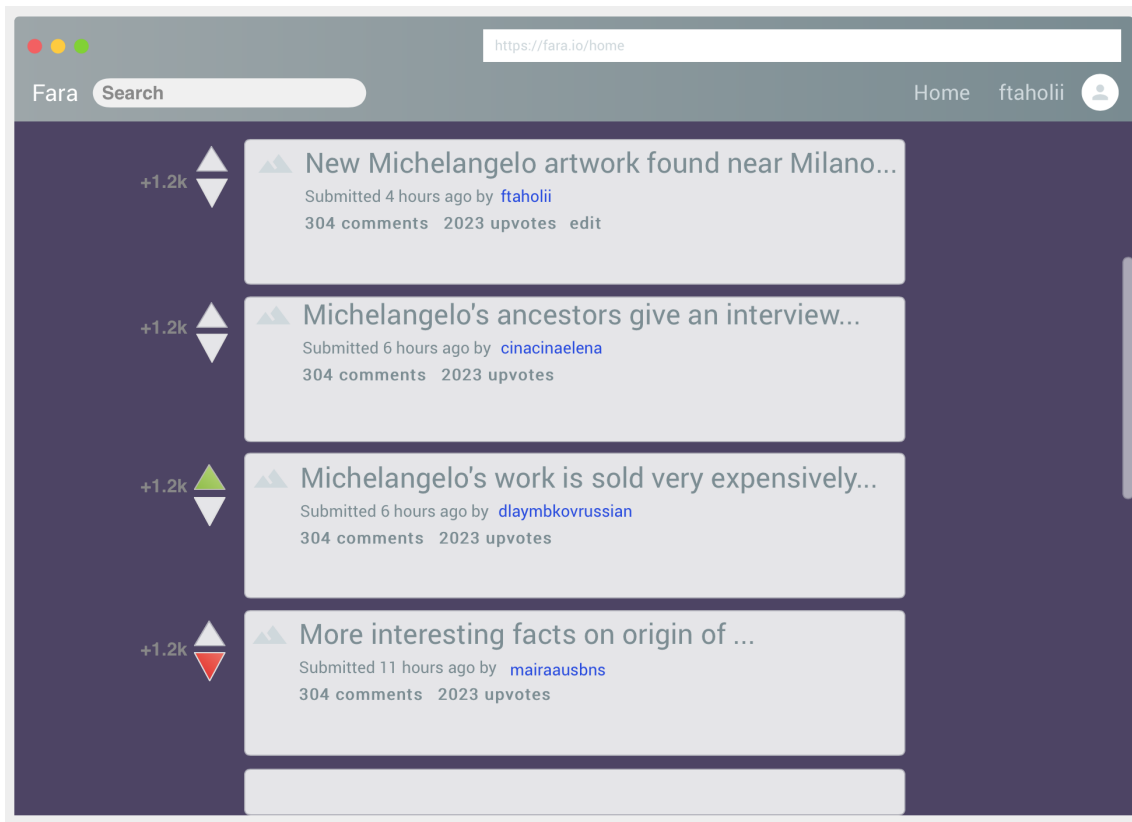 https://fara.io/home
Fara Search Home ftaholii
New Michelangelo artwork found near Milano...
+1.2k
Submitted 4 hours ago by ftaholii
304 comments 2023 upvotes edit
Michelangelo's ancestors give an interview...
+1.2k
Submitted 6 hours ago by cinacinaelena
304 comments 2023 upvotes
Michelangelo's work is sold very expensively...
+1.2k
Submitted 6 hours ago by dlaymbkovrussian
304 comments 2023 upvotes
More interesting facts on origin of ...
+1.2k
Submitted 11 hours ago by mairaausbns
304 comments 2023 upvotes